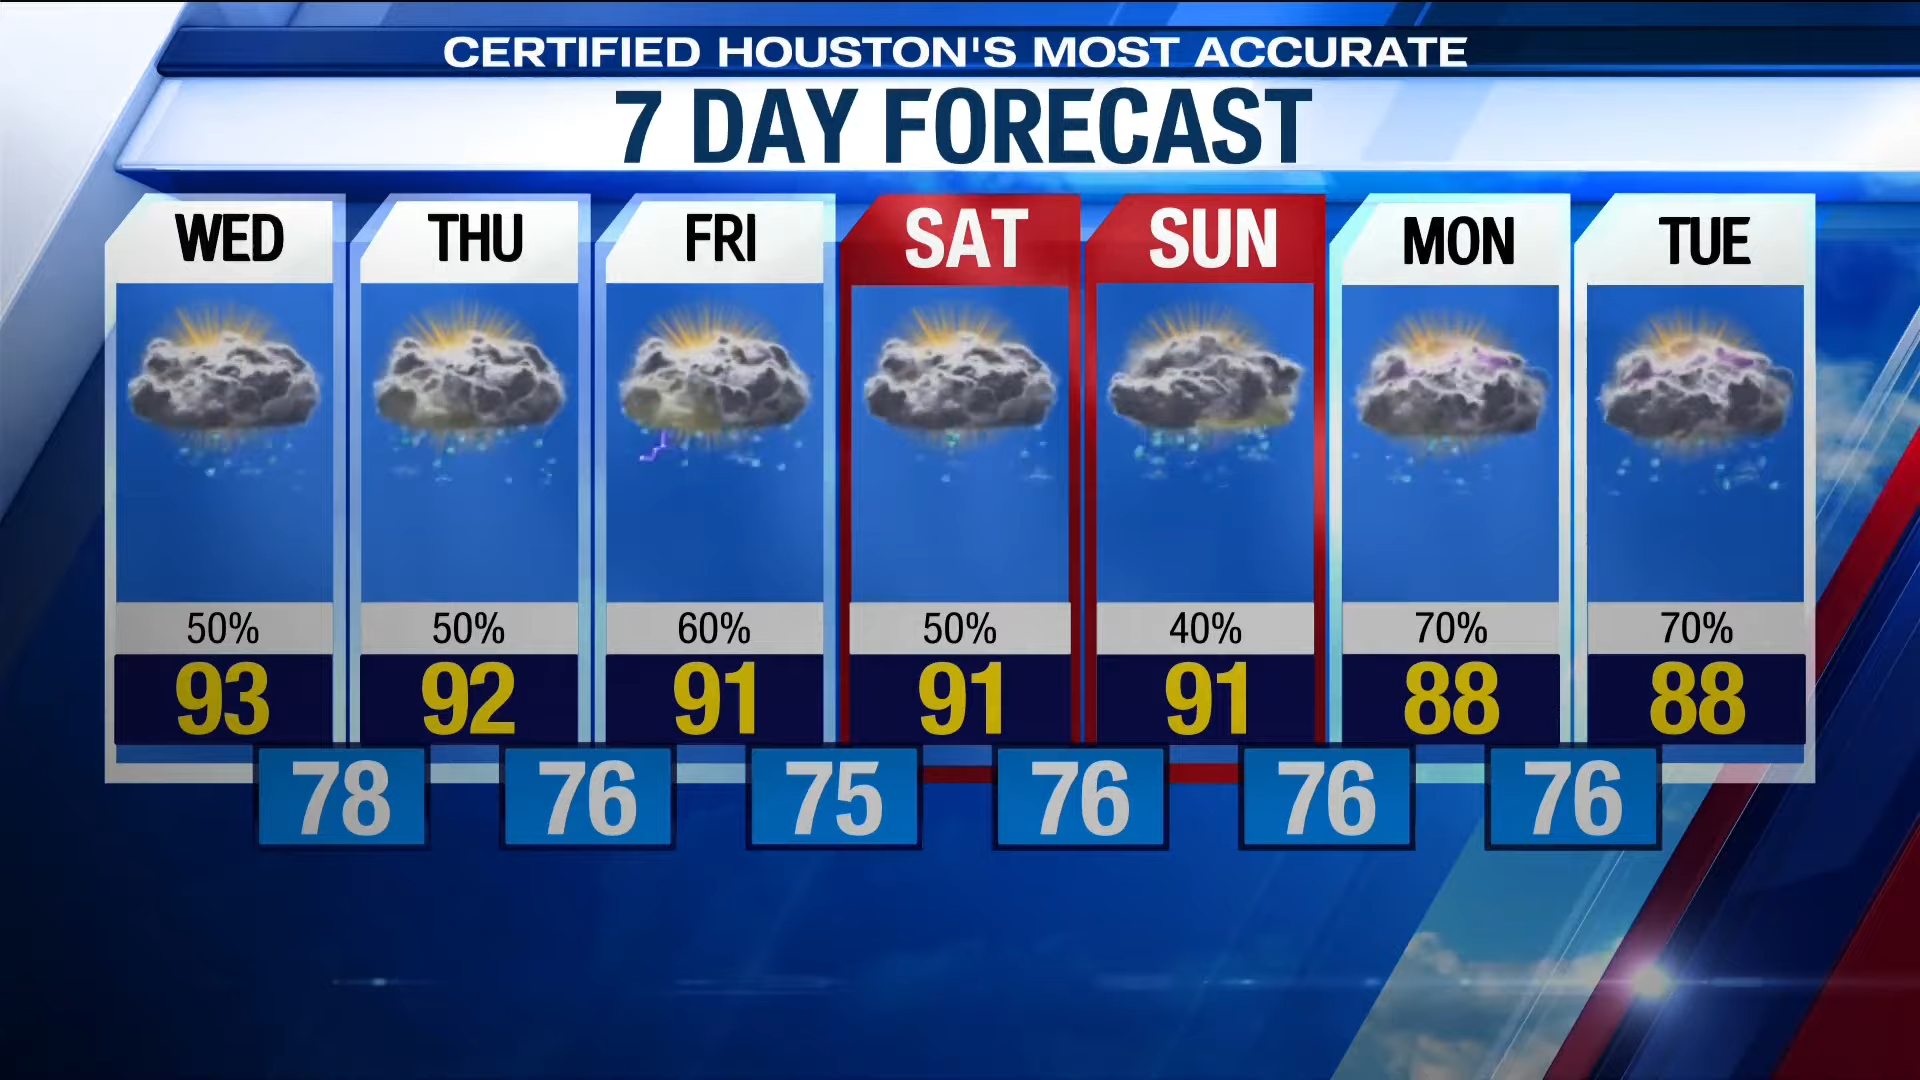 CERTIFIED HOUSTON'S MOST ACCURATE
7 DAY FORECAST
WED THU FRI SAT SUN MON TUE
50% 50% 60% 50% 40% 70% 70%
93 92 91 91 91 88 88
78 76 75 76 76 76